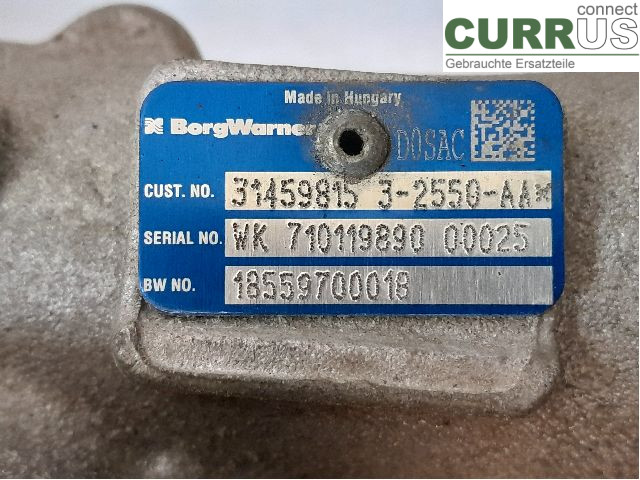 connect
CURRUS
Gebrauchte Ersatzteile
Made in Hungary
BorgWarner
DOSAC
CUST. NO. 31459815 3-2550-AA*
SERIAL NO. WK 710119890 00025
BW NO. 18559700018